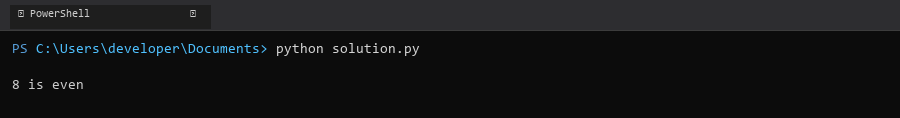 PowerShell
PS C:\Users\developer\Documents> python solution.py
8 is even